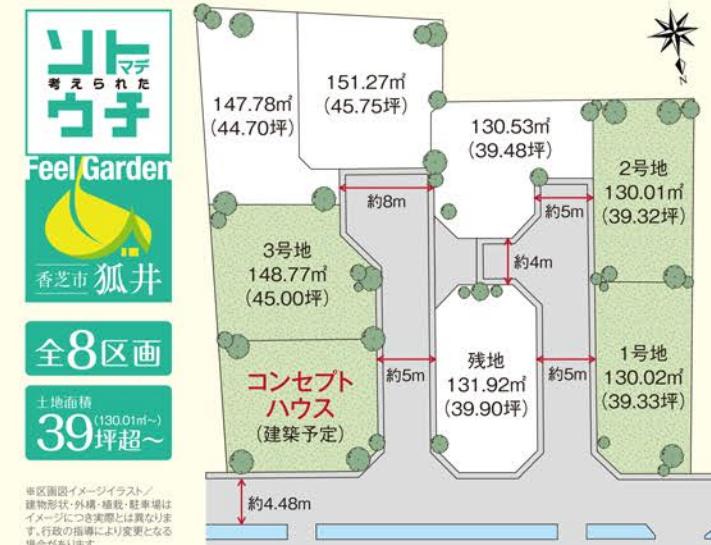 ソトマデ
考えられた
ウチ
Feel Garden
香芝市 狐井
全8区画
土地面積
39坪超～
(130.01㎡～)
※区画図イメージイラスト／
建物形状・外構・植栽・駐車場は
イメージにつき実際とは異なりま
す。行政の指導により変更となる
場合があります。
147.78㎡
(44.70坪)
151.27㎡
(45.75坪)
130.53㎡
(39.48坪)
2号地
130.01㎡
(39.32坪)
約8m
約5m
約4m
3号地
148.77㎡
(45.00坪)
コンセプト
ハウス
(建築予定)
約5m
残地
131.92㎡
(39.90坪)
約5m
1号地
130.02㎡
(39.33坪)
約4.48m
N